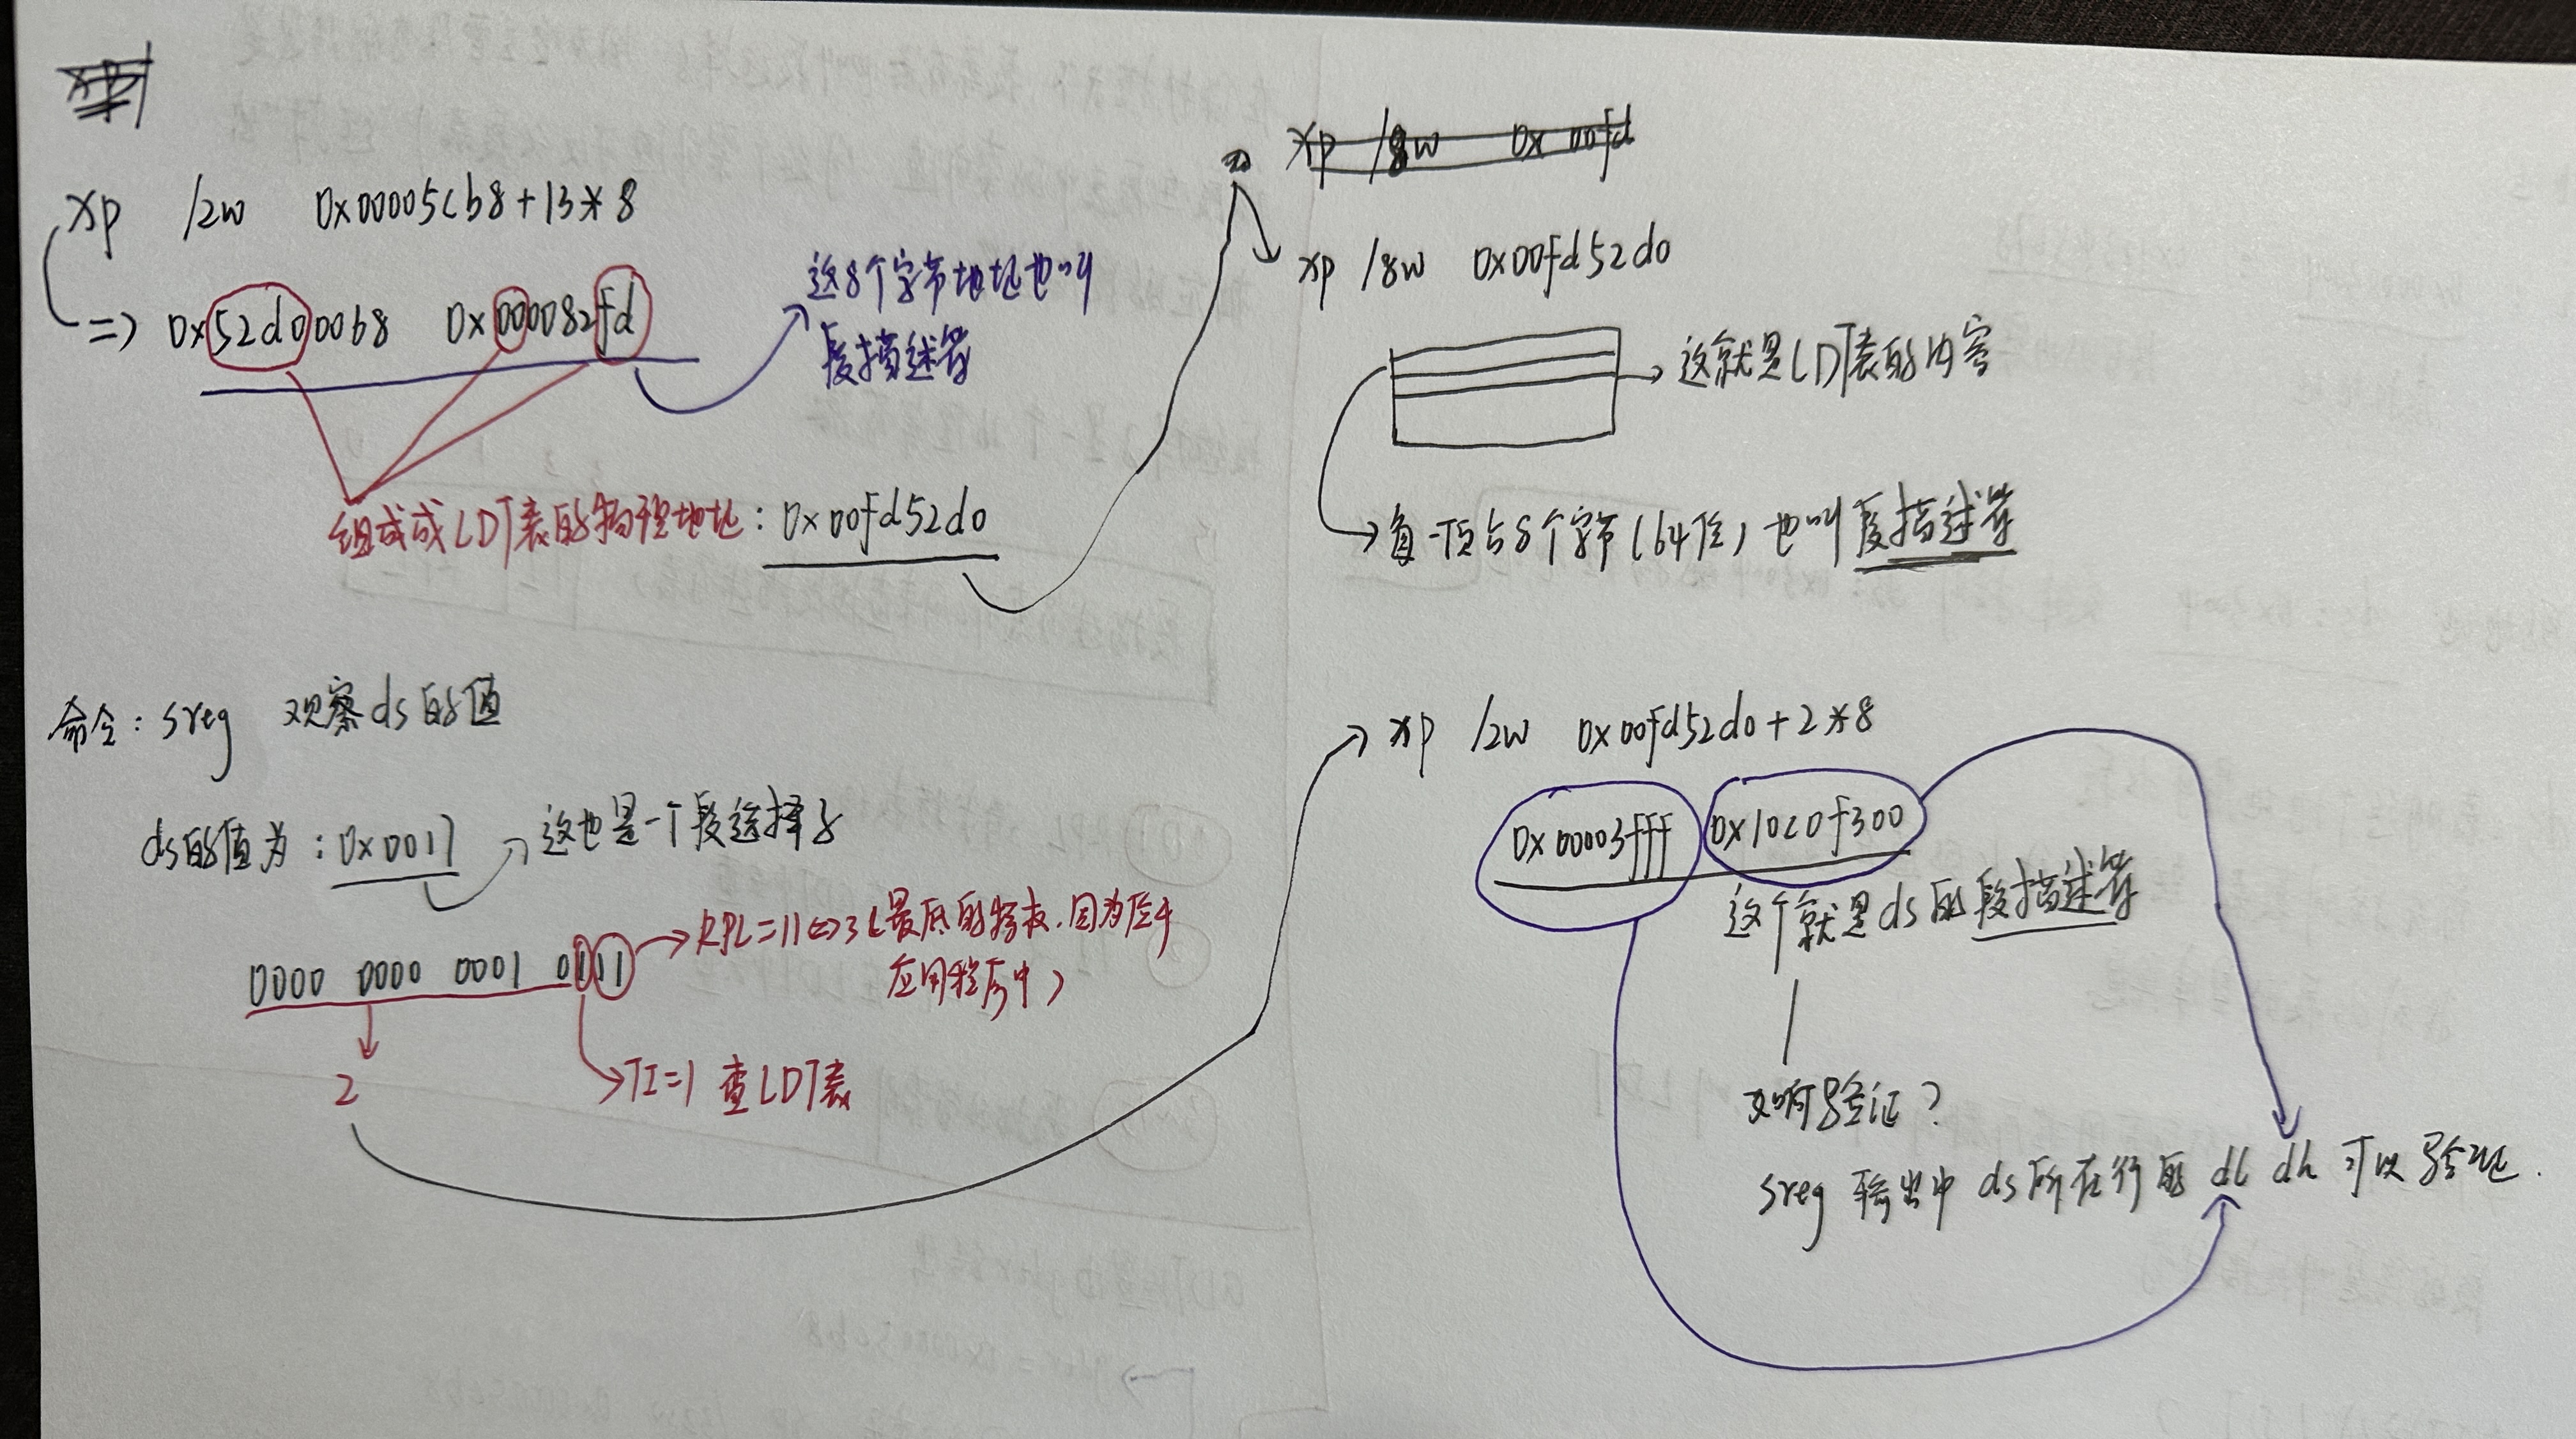 xp /2w 0x00005cb8+13*8
=> 0x52d00068 0x000082fd
这8个字节地址也叫
段描述符
组成成LDT表的物理地址:0x00fd52d0
xp /8w 0x00fd
xp /8w 0x00fd52d0
这就是LDT表的内容
每一项占8个字节(64位)也叫段描述符
命令:sreg 观察ds的值
ds的值为:0x0017
这也是一个段选择子
0000 0000 0001 0111
RPL=11<=>3(最低的特权.因为位于
应用程序中)
2
TI=1 查LDT表
xp /2w 0x00fd52d0+2*8
0x00003fff 0x10c0f300
这个就是ds的段描述符
如何验证?
sreg 输出中 ds所在行的 dl dh 可以验证.